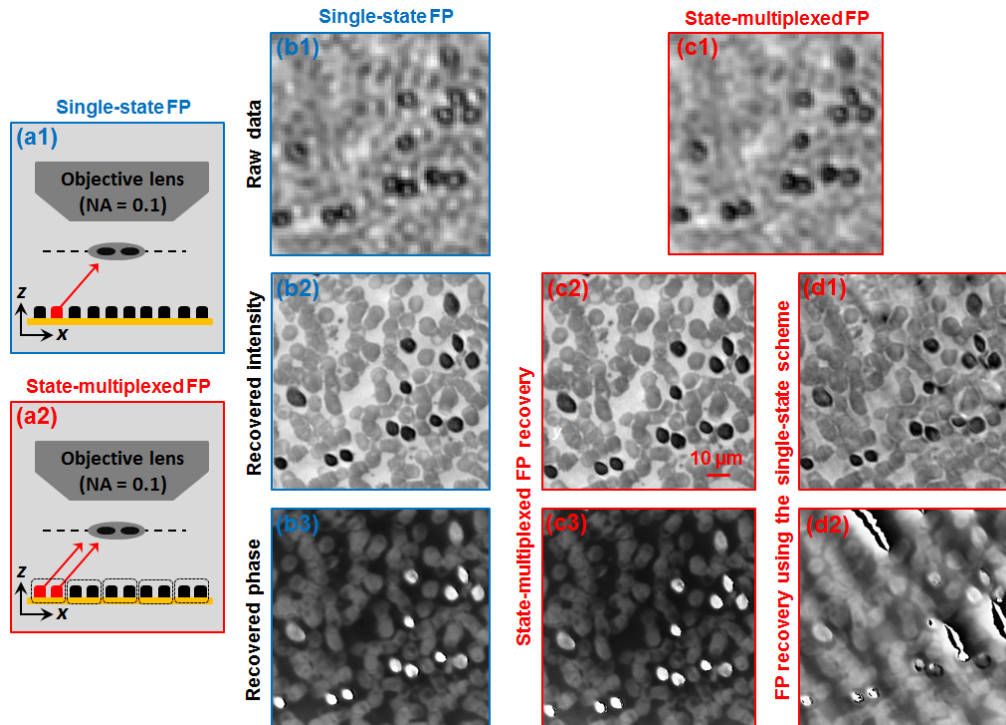 Single-state FP
State-multiplexed FP
(b1)
(c1)
Raw data
Single-state FP
(a1)
Objective lens
(NA = 0.1)
z
x
(b2)
(c2)
(d1)
Recovered intensity
10 µm
y
State-multiplexed FP
(a2)
Objective lens
(NA = 0.1)
z
x
(b3)
(c3)
(d2)
Recovered phase
State-multiplexed FP recovery
FP recovery using the single-state scheme